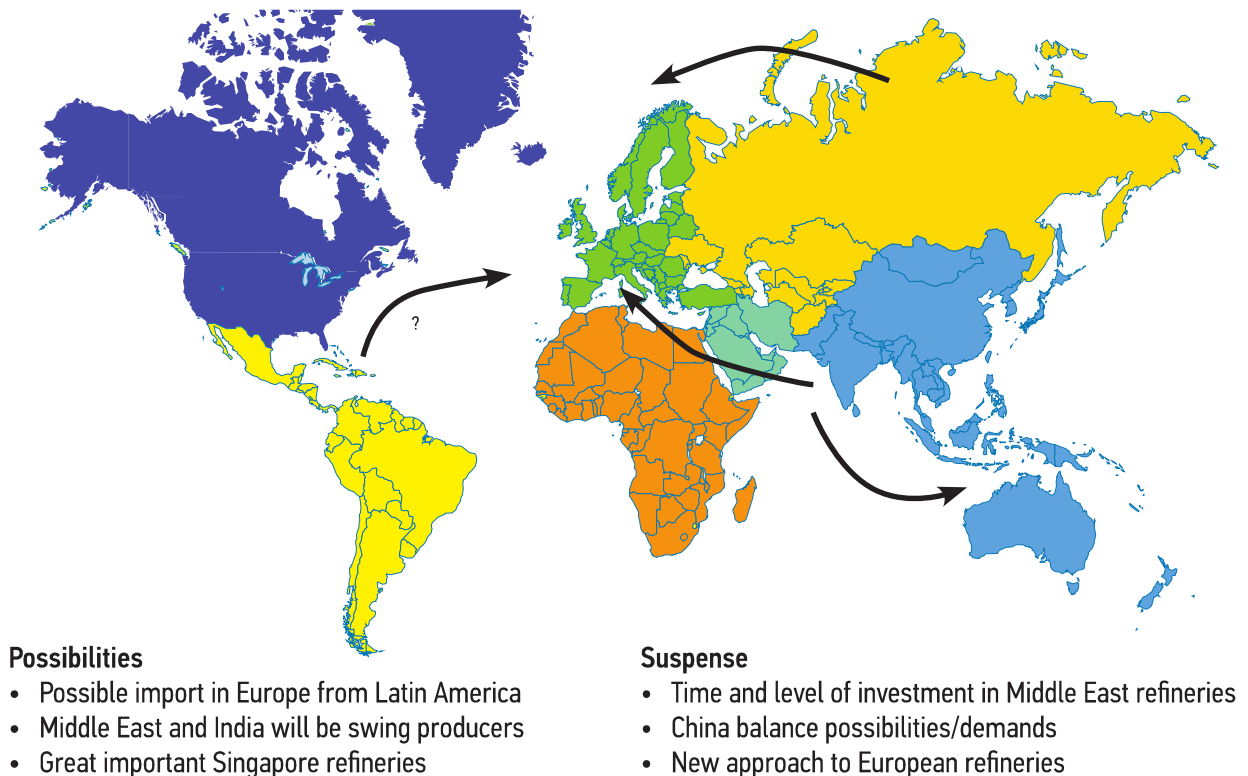 ?
Possibilities
• Possible import in Europe from Latin America
• Middle East and India will be swing producers
• Great important Singapore refineries
Suspense
• Time and level of investment in Middle East refineries
• China balance possibilities/demands
• New approach to European refineries